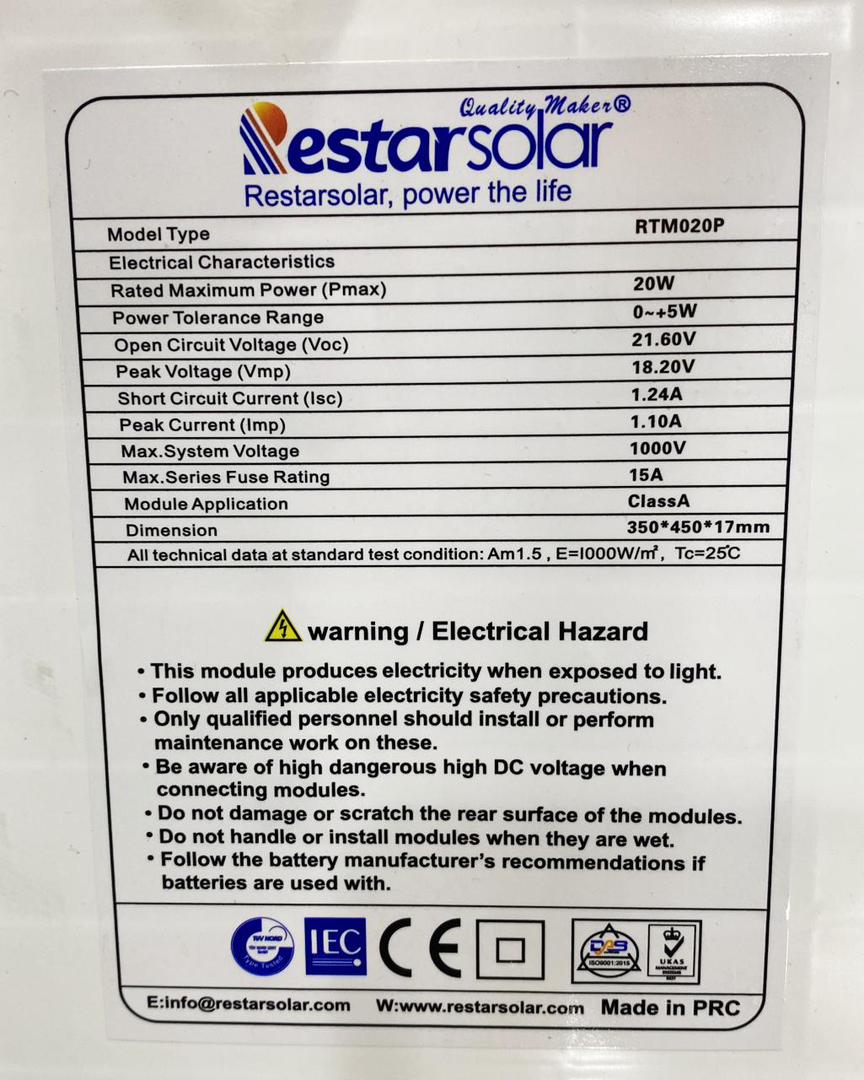 Quality Maker®
Restarsolar
Restarsolar, power the life
Model Type RTM020P
Electrical Characteristics
Rated Maximum Power (Pmax) 20W
Power Tolerance Range 0~+5W
Open Circuit Voltage (Voc) 21.60V
Peak Voltage (Vmp) 18.20V
Short Circuit Current (Isc) 1.24A
Peak Current (Imp) 1.10A
Max.System Voltage 1000V
Max.Series Fuse Rating 15A
Module Application ClassA
Dimension 350*450*17mm
All technical data at standard test condition: Am1.5 , E=I000W/㎡, Tc=25℃
warning / Electrical Hazard
• This module produces electricity when exposed to light.
• Follow all applicable electricity safety precautions.
• Only qualified personnel should install or perform
maintenance work on these.
• Be aware of high dangerous high DC voltage when
connecting modules.
• Do not damage or scratch the rear surface of the modules.
• Do not handle or install modules when they are wet.
• Follow the battery manufacturer's recommendations if
batteries are used with.
TUV NORD
Type Tested
IEC
CE
DAS
ISO9001:2015
UKAS
MANAGEMENT
SYSTEMS
E:info@restarsolar.com W:www.restarsolar.com Made in PRC